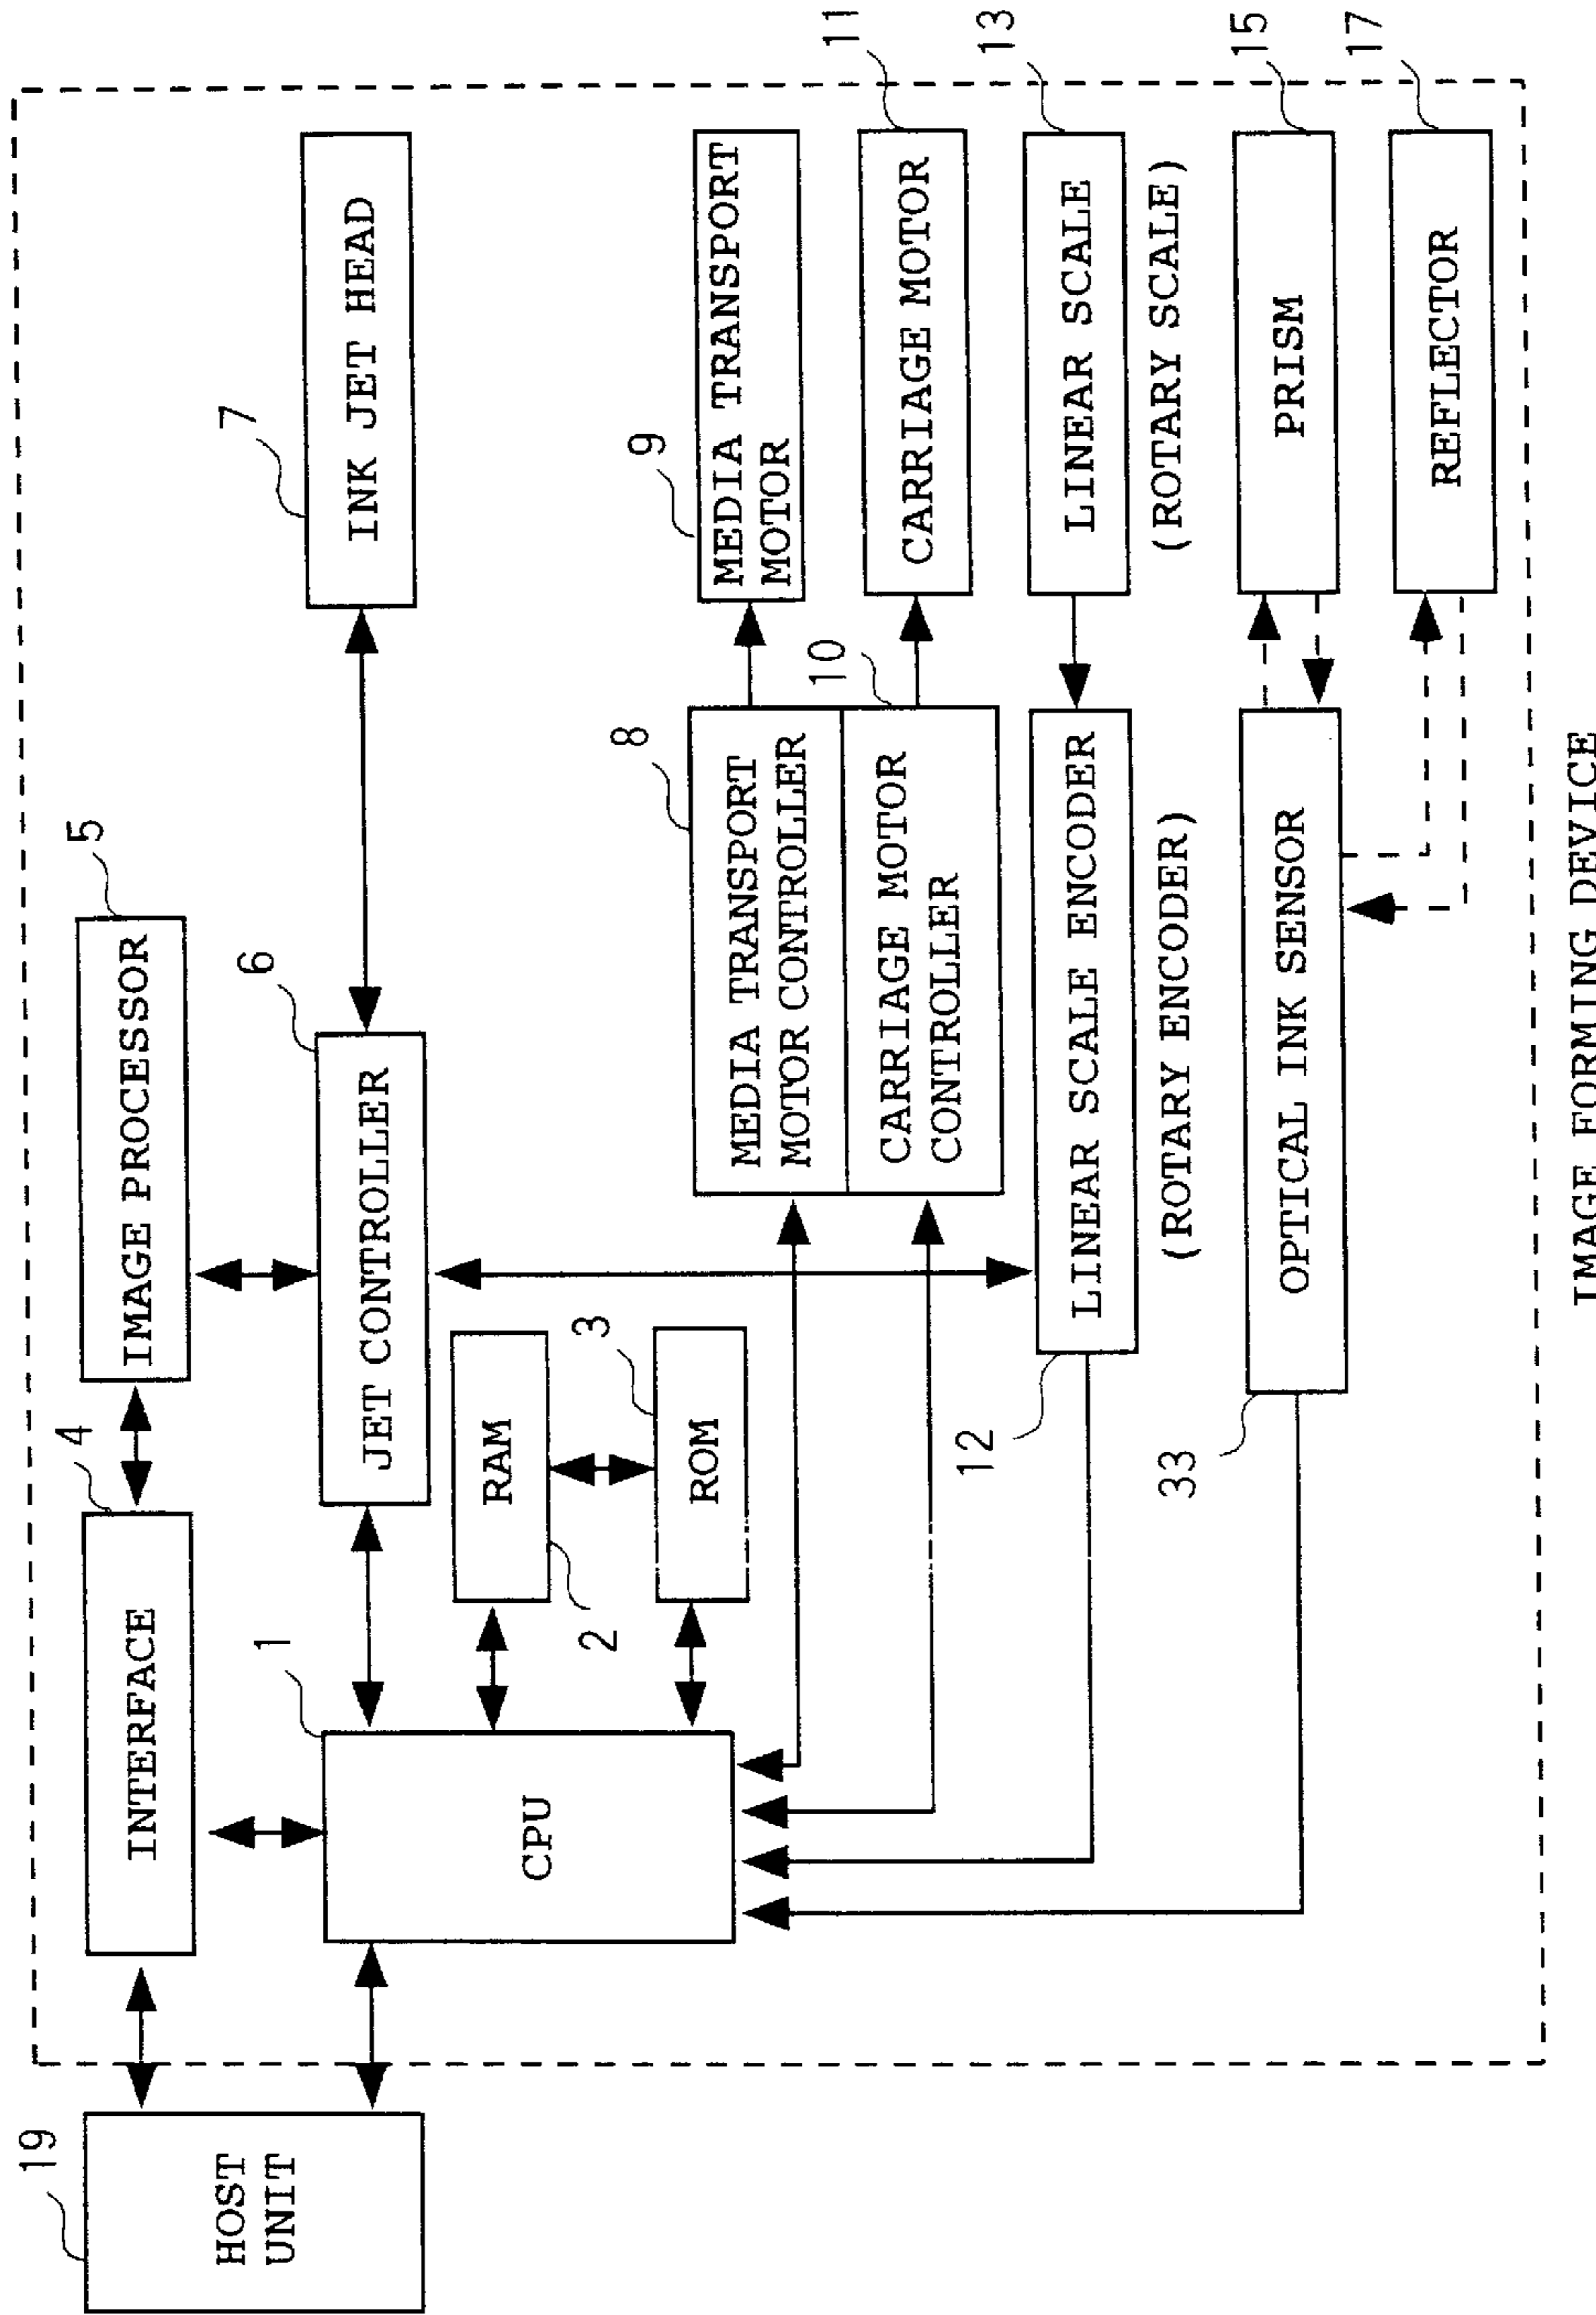 19
HOST
UNIT
4
INTERFACE
5
IMAGE PROCESSOR
1
CPU
6
JET CONTROLLER
7
INK JET HEAD
2
RAM
3
ROM
8
MEDIA TRANSPORT
MOTOR CONTROLLER
9
MEDIA TRANSPORT
MOTOR
10
CARRIAGE MOTOR
CONTROLLER
11
CARRIAGE MOTOR
12
LINEAR SCALE ENCODER
(ROTARY ENCODER)
13
LINEAR SCALE
(ROTARY SCALE)
33
OPTICAL INK SENSOR
15
PRISM
17
REFLECTOR
IMAGE FORMING DEVICE